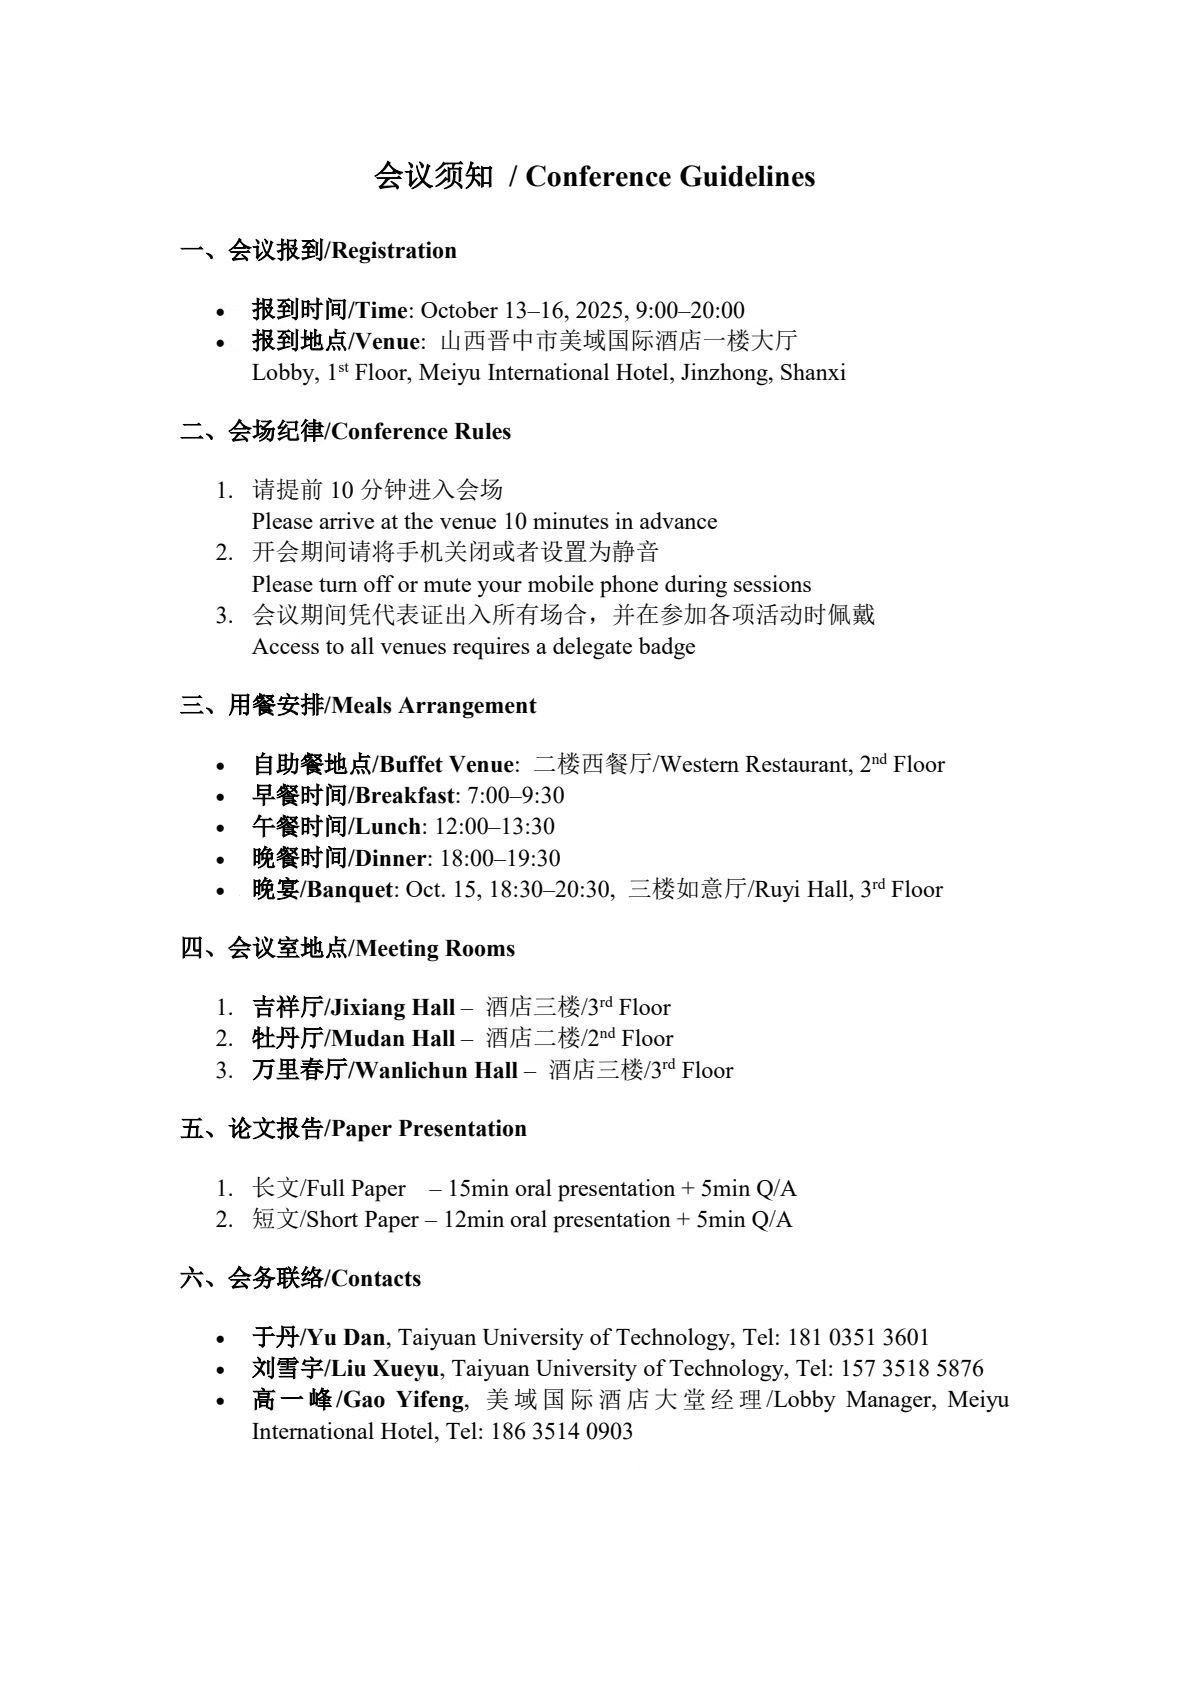 会议须知 / Conference Guidelines
一、会议报到/Registration
• 报到时间/Time: October 13–16, 2025, 9:00–20:00
• 报到地点/Venue: 山西晋中市美域国际酒店一楼大厅
Lobby, 1st Floor, Meiyu International Hotel, Jinzhong, Shanxi
二、会场纪律/Conference Rules
1. 请提前 10 分钟进入会场
Please arrive at the venue 10 minutes in advance
2. 开会期间请将手机关闭或者设置为静音
Please turn off or mute your mobile phone during sessions
3. 会议期间凭代表证出入所有场合，并在参加各项活动时佩戴
Access to all venues requires a delegate badge
三、用餐安排/Meals Arrangement
• 自助餐地点/Buffet Venue: 二楼西餐厅/Western Restaurant, 2nd Floor
• 早餐时间/Breakfast: 7:00–9:30
• 午餐时间/Lunch: 12:00–13:30
• 晚餐时间/Dinner: 18:00–19:30
• 晚宴/Banquet: Oct. 15, 18:30–20:30, 三楼如意厅/Ruyi Hall, 3rd Floor
四、会议室地点/Meeting Rooms
1. 吉祥厅/Jixiang Hall – 酒店三楼/3rd Floor
2. 牡丹厅/Mudan Hall – 酒店二楼/2nd Floor
3. 万里春厅/Wanlichun Hall – 酒店三楼/3rd Floor
五、论文报告/Paper Presentation
1. 长文/Full Paper – 15min oral presentation + 5min Q/A
2. 短文/Short Paper – 12min oral presentation + 5min Q/A
六、会务联络/Contacts
• 于丹/Yu Dan, Taiyuan University of Technology, Tel: 181 0351 3601
• 刘雪宇/Liu Xueyu, Taiyuan University of Technology, Tel: 157 3518 5876
• 高一峰/Gao Yifeng, 美域国际酒店大堂经理/Lobby Manager, Meiyu
International Hotel, Tel: 186 3514 0903